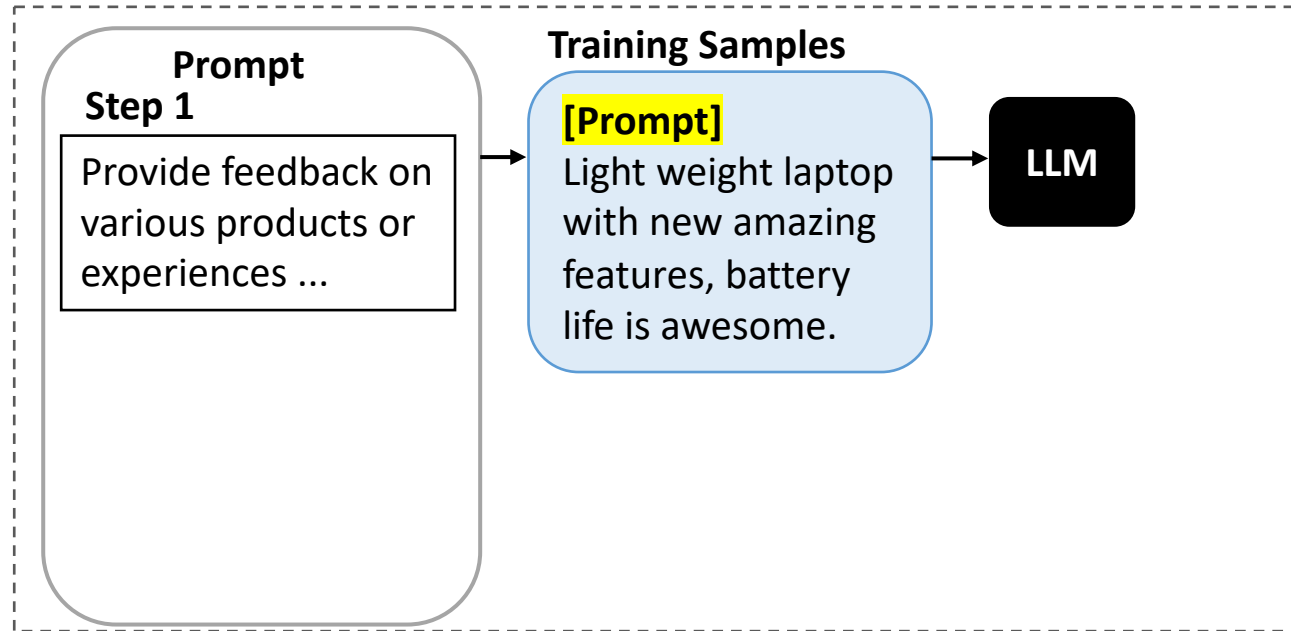 Prompt
Step 1
Provide feedback on
various products or
experiences ...
Training Samples
[Prompt]
Light weight laptop
with new amazing
features, battery
life is awesome.
LLM